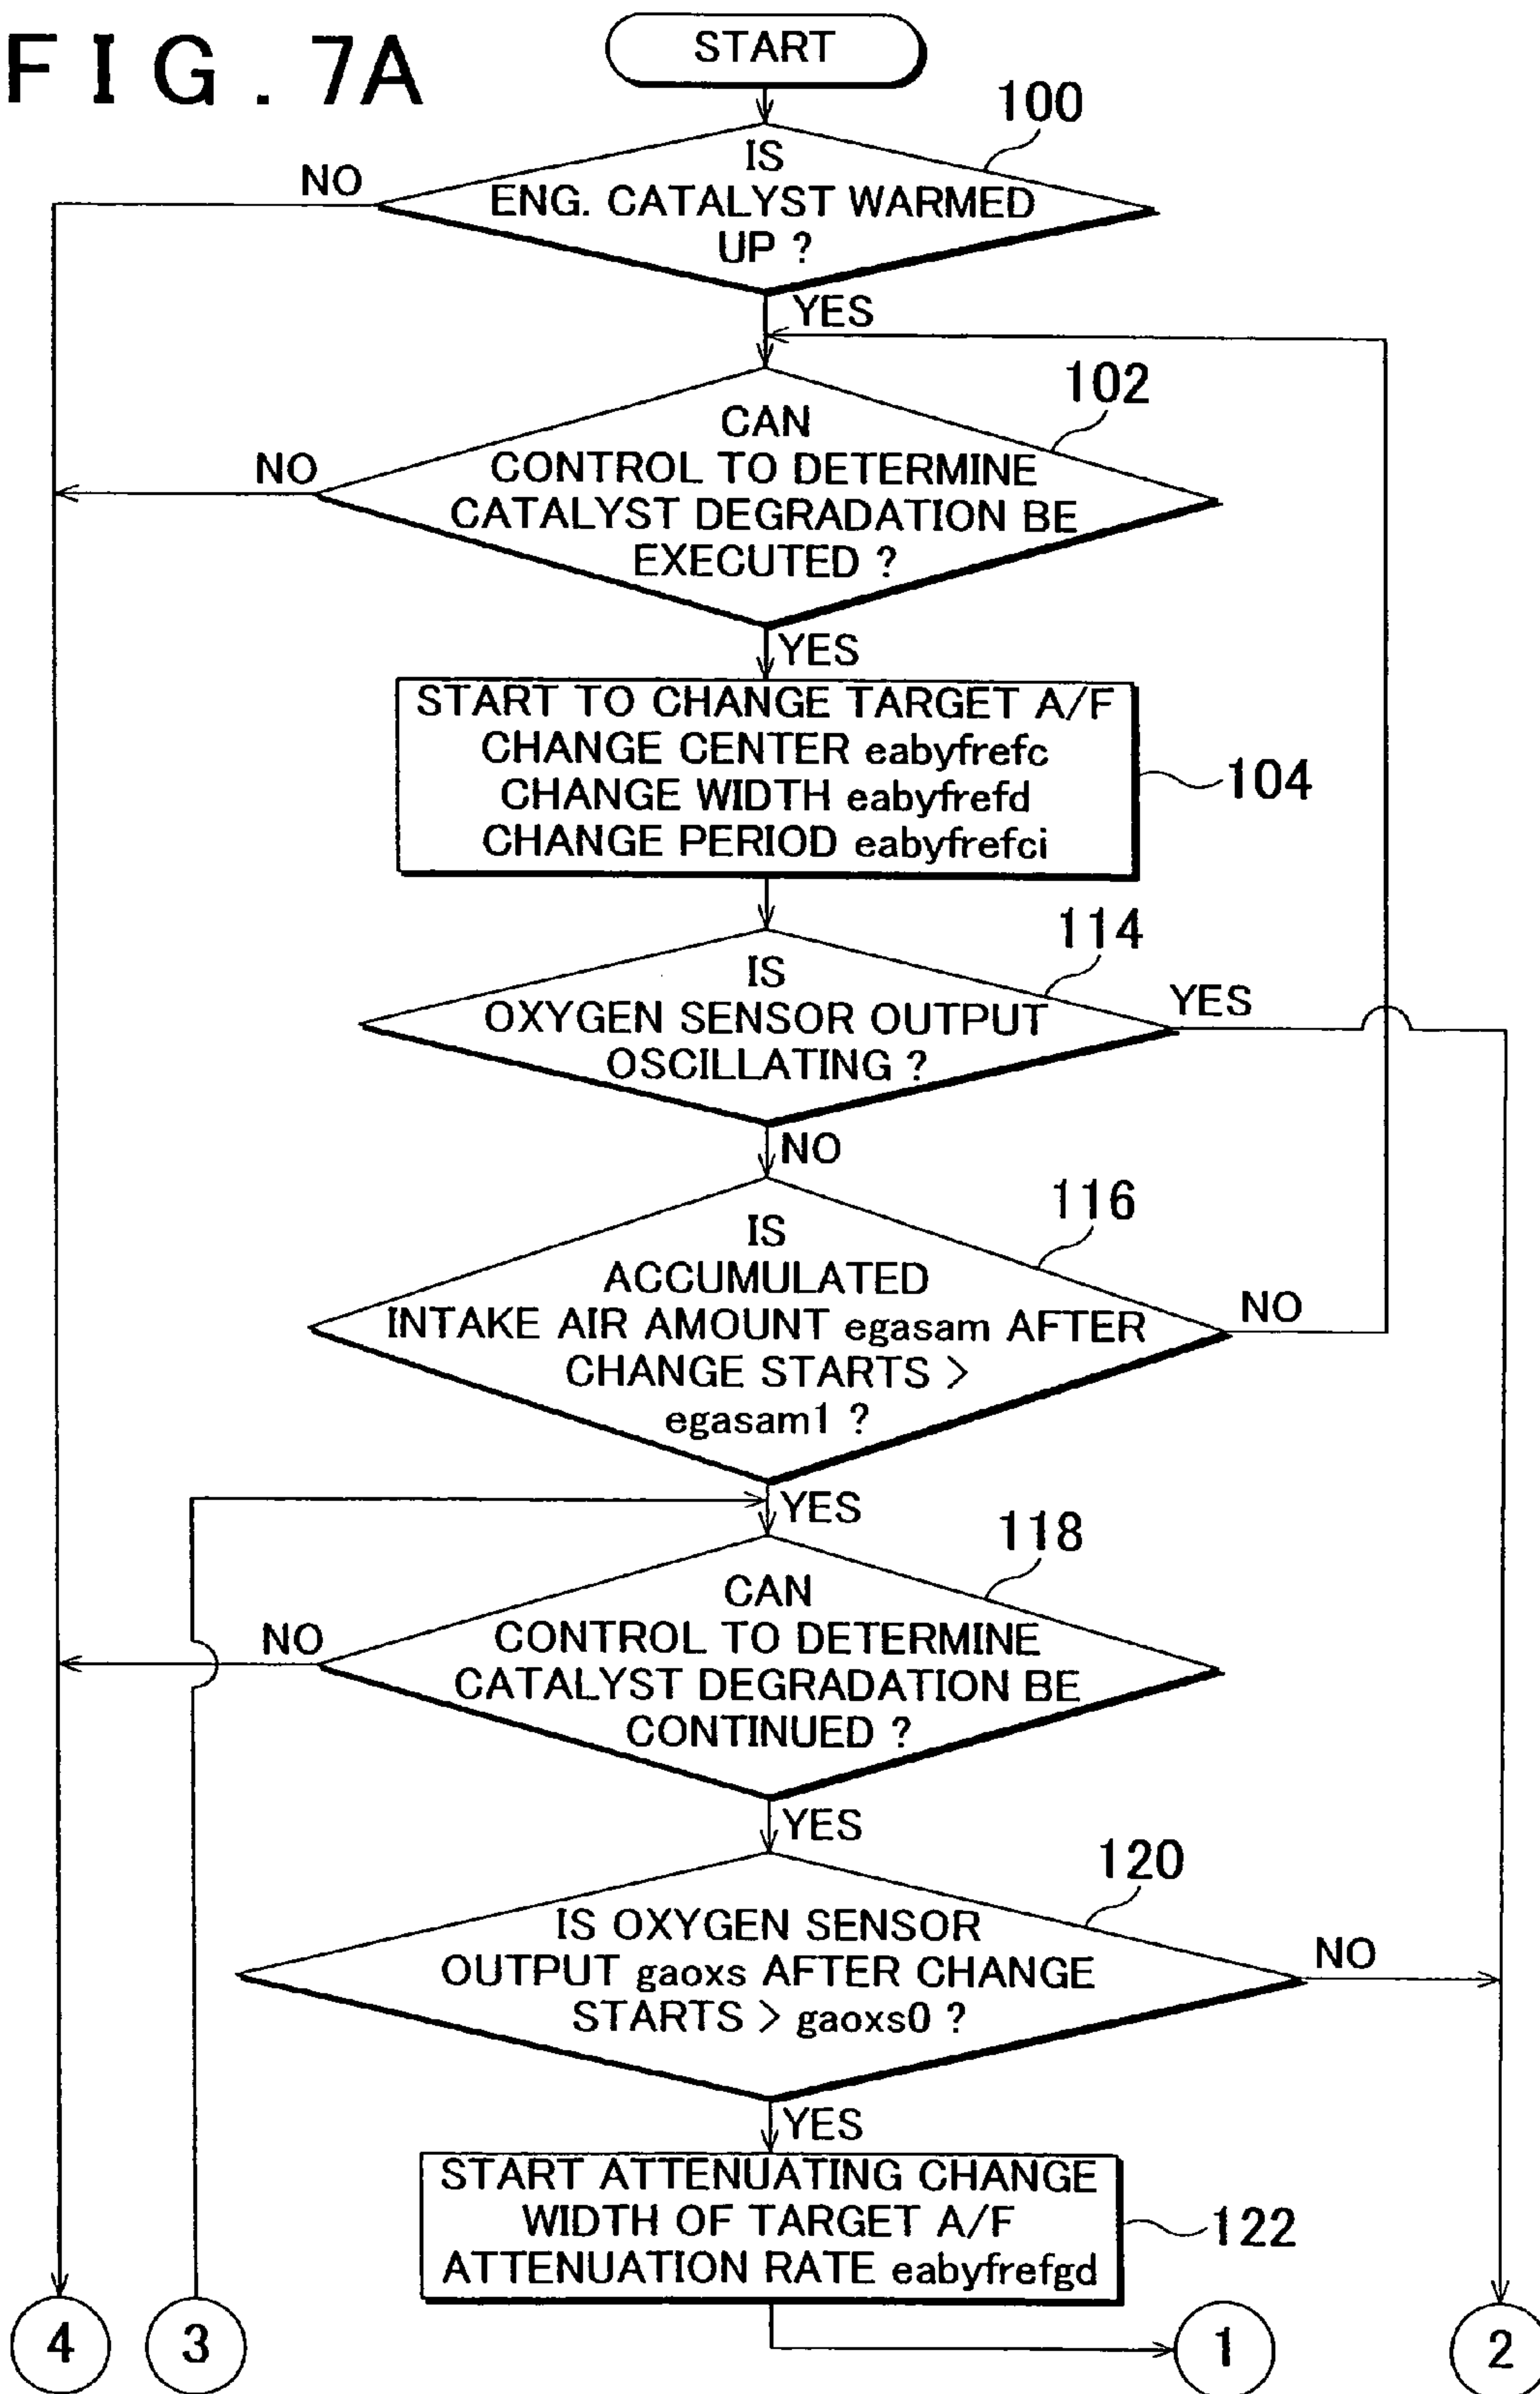 FIG. 7A
START
100
IS
ENG. CATALYST WARMED
UP ?
NO
YES
102
CAN
CONTROL TO DETERMINE
CATALYST DEGRADATION BE
EXECUTED ?
NO
YES
START TO CHANGE TARGET A/F
CHANGE CENTER eabyfrefc
CHANGE WIDTH eabyfrefd
CHANGE PERIOD eabyfrefci
104
114
IS
OXYGEN SENSOR OUTPUT
OSCILLATING ?
YES
NO
116
IS
ACCUMULATED
INTAKE AIR AMOUNT egasam AFTER
CHANGE STARTS >
egasam1 ?
NO
YES
118
CAN
CONTROL TO DETERMINE
CATALYST DEGRADATION BE
CONTINUED ?
NO
YES
120
IS OXYGEN SENSOR
OUTPUT gaoxs AFTER CHANGE
STARTS > gaoxs0 ?
NO
YES
START ATTENUATING CHANGE
WIDTH OF TARGET A/F
ATTENUATION RATE eabyfrefgd
122
4
3
1
2